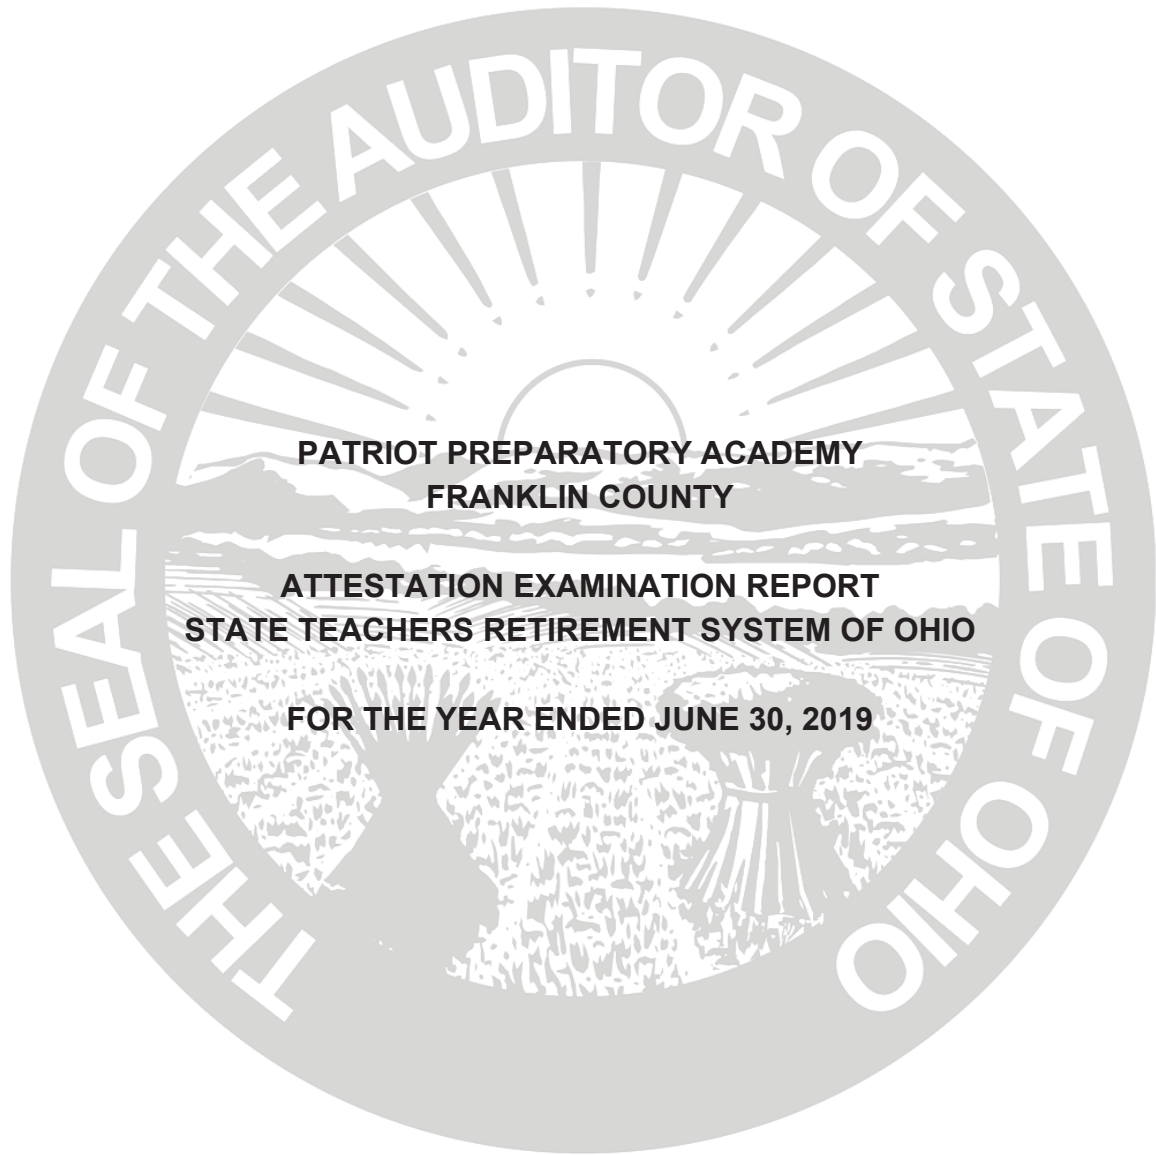 THE SEAL OF THE AUDITOR OF STATE OF OHIO
PATRIOT PREPARATORY ACADEMY
FRANKLIN COUNTY
ATTESTATION EXAMINATION REPORT
STATE TEACHERS RETIREMENT SYSTEM OF OHIO
FOR THE YEAR ENDED JUNE 30, 2019